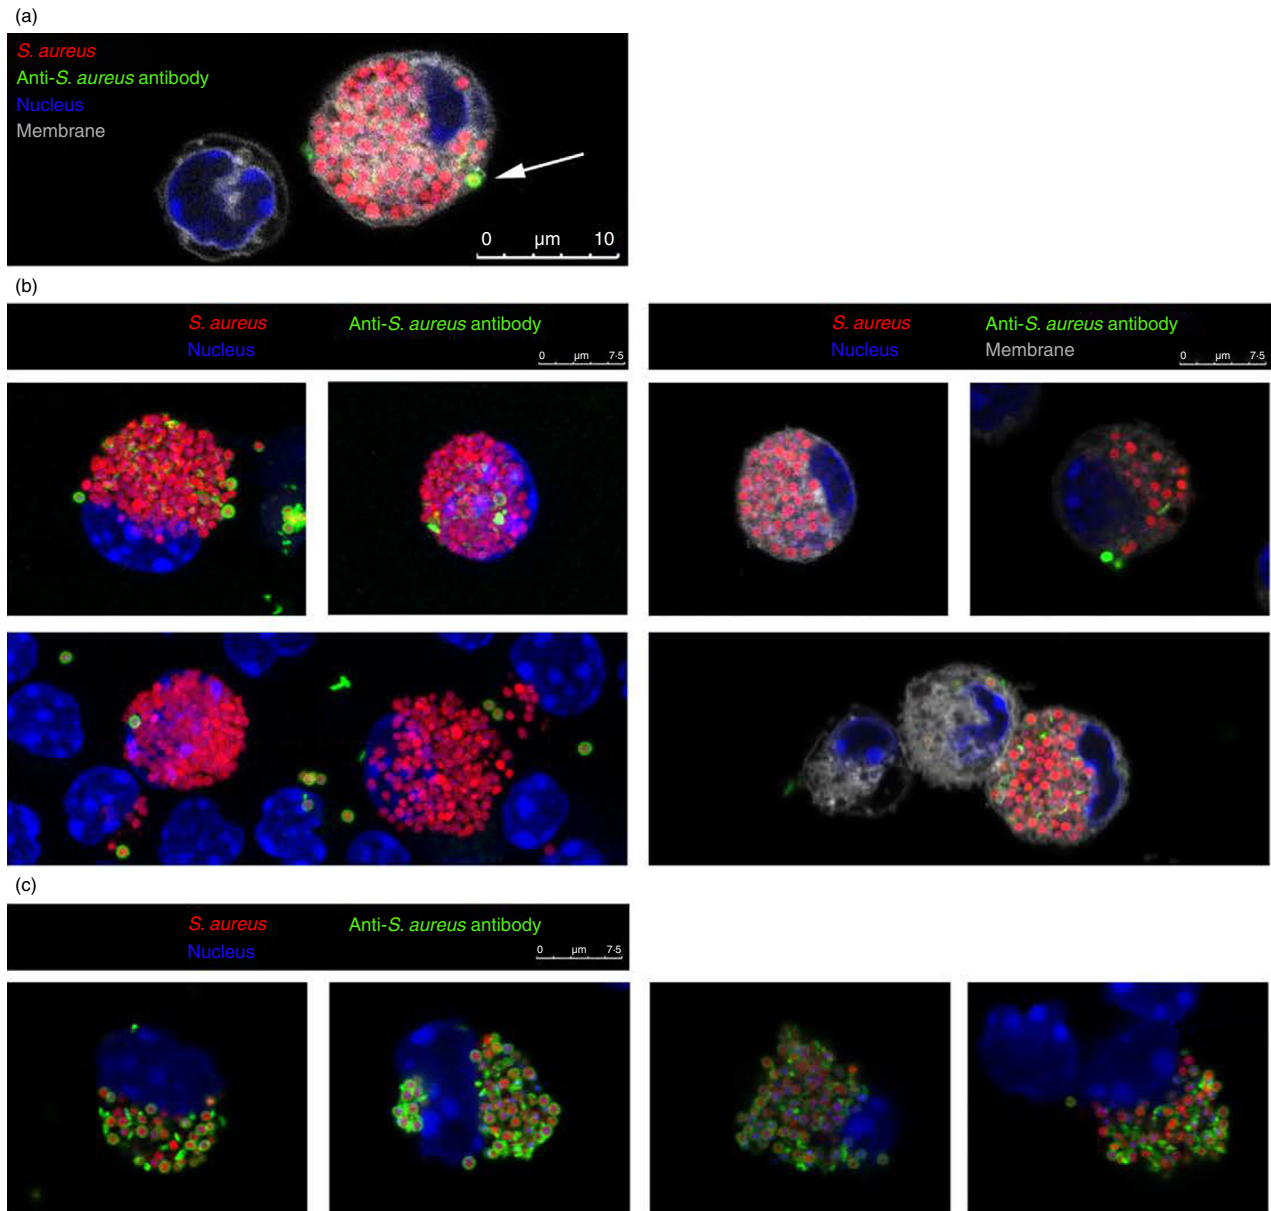 (a)
S. aureus
Anti-S. aureus antibody
Nucleus
Membrane
0 µm 10
(b)
S. aureus Anti-S. aureus antibody
Nucleus
0 µm 7·5
S. aureus Anti-S. aureus antibody
Nucleus Membrane
0 µm 7·5
(c)
S. aureus Anti-S. aureus antibody
Nucleus
0 µm 7·5